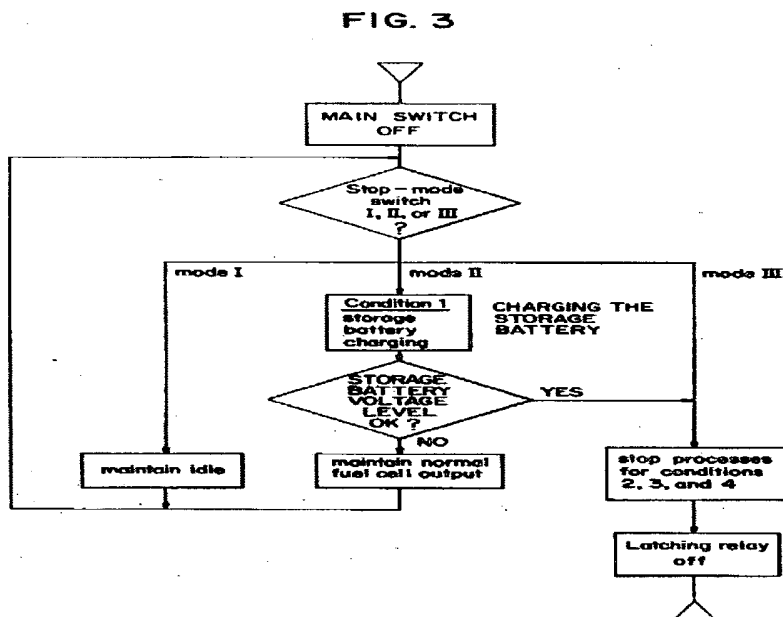 FIG. 3
MAIN SWITCH
OFF
Stop-mode
switch
I, II, or III
?
mode I
mode II
mode III
Condition 1
storage
battery
charging
CHARGING THE
STORAGE
BATTERY
STORAGE
BATTERY
VOLTAGE
LEVEL
OK ?
YES
NO
maintain idle
maintain normal
fuel cell output
stop processes
for conditions
2, 3, and 4
Latching relay
off